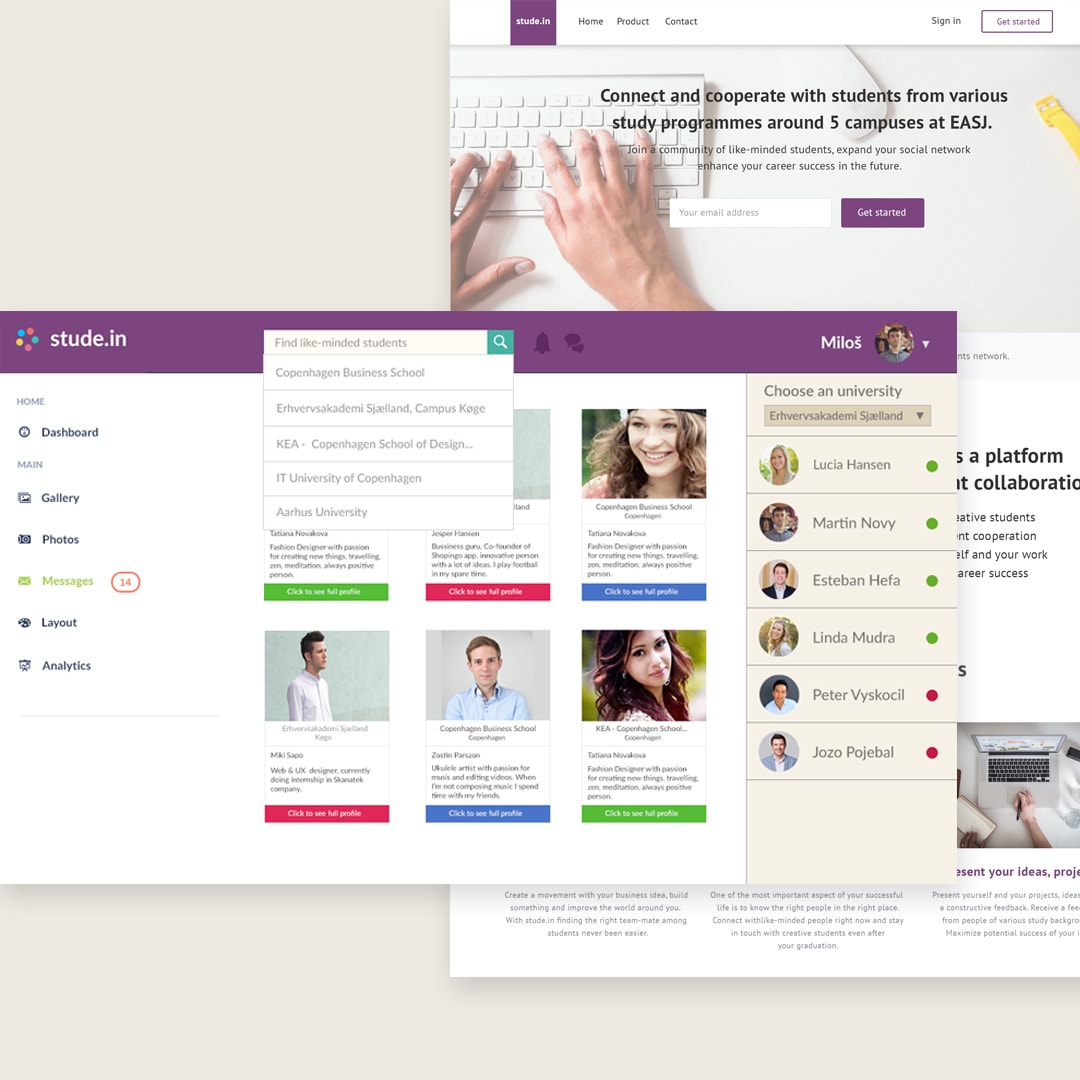 stude.in
Home Product Contact
Sign in
Get started
Connect and cooperate with students from various
study programmes around 5 campuses at EASJ.
Join a community of like-minded students, expand your social network
enhance your career success in the future.
Your email address
Get started
stude.in
Find like-minded students
Miloš
Copenhagen Business School
Erhvervsakademi Sjælland, Campus Køge
KEA - Copenhagen School of Design...
IT University of Copenhagen
Aarhus University
HOME
Dashboard
MAIN
Gallery
Photos
Messages 14
Layout
Analytics
Copenhagen Business School
Copenhagen
Tatiana Novakova
Fashion Designer with passion
for creating new things, travelling,
zen, meditation, always positive
person.
Click to see full profile
Jesper Hansen
Bussiness guru, Co-founder of
Shopingo app, innovative person
with a lot of ideas. I play football
in my spare time.
Click to see full profile
Tatiana Novakova
Fashion Designer with passion
for creating new things, travelling,
zen, meditation, always positive
person.
Click to see full profile
Erhvervsakademi Sjælland
Køge
Miki Sapo
Web & UX designer, currently
doing internship in Skanatek
company.
Click to see full profile
Copenhagen Business School
Copenhagen
Zostin Parszon
Ukulele artist with passion for
musis and editing videos. When
I'm not composing music I spend
time with my friends.
Click to see full profile
KEA - Copenhagen School...
Copenhagen
Tatiana Novakova
Fashion Designer with passion
for creating new things, travelling,
zen, meditation, always positive
person.
Click to see full profile
Choose an university
Erhvervsakademi Sjælland
Lucia Hansen
Martin Novy
Esteban Hefa
Linda Mudra
Peter Vyskocil
Jozo Pojebal
network.
s a platform
collaboratio
students
cooperation
and your work
career success
your ideas,
Create a movement with your business idea, build
something and improve the world around you.
With stude.in finding the right team-mate among
students never been easier.
One of the most important aspect of your successful
life is to know the right people in the right place.
Connect withlike-minded people right now and stay
in touch with creative students even after
your graduation.
Present yourself and your projects, ideas
a constructive feedback. Receive a
from people of various study
Maximize potential success of your